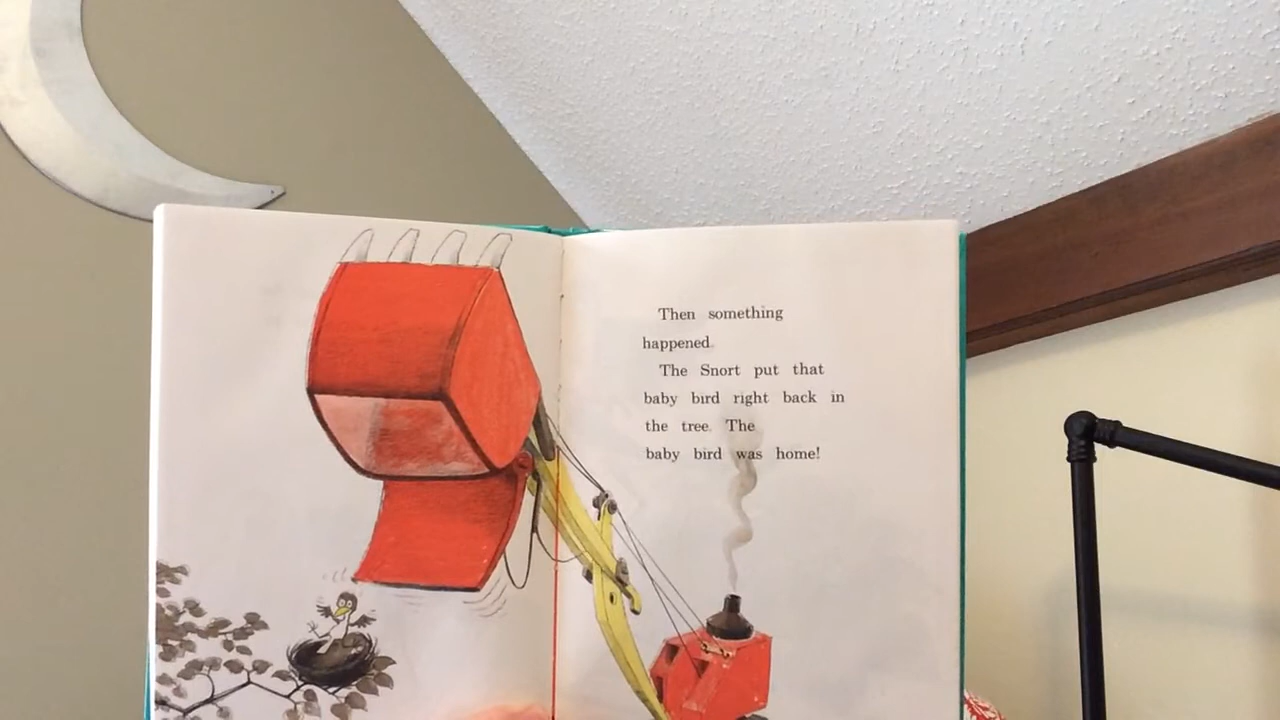 Then something
happened.
The Snort put that
baby bird right back in
the tree. The
baby bird was home!